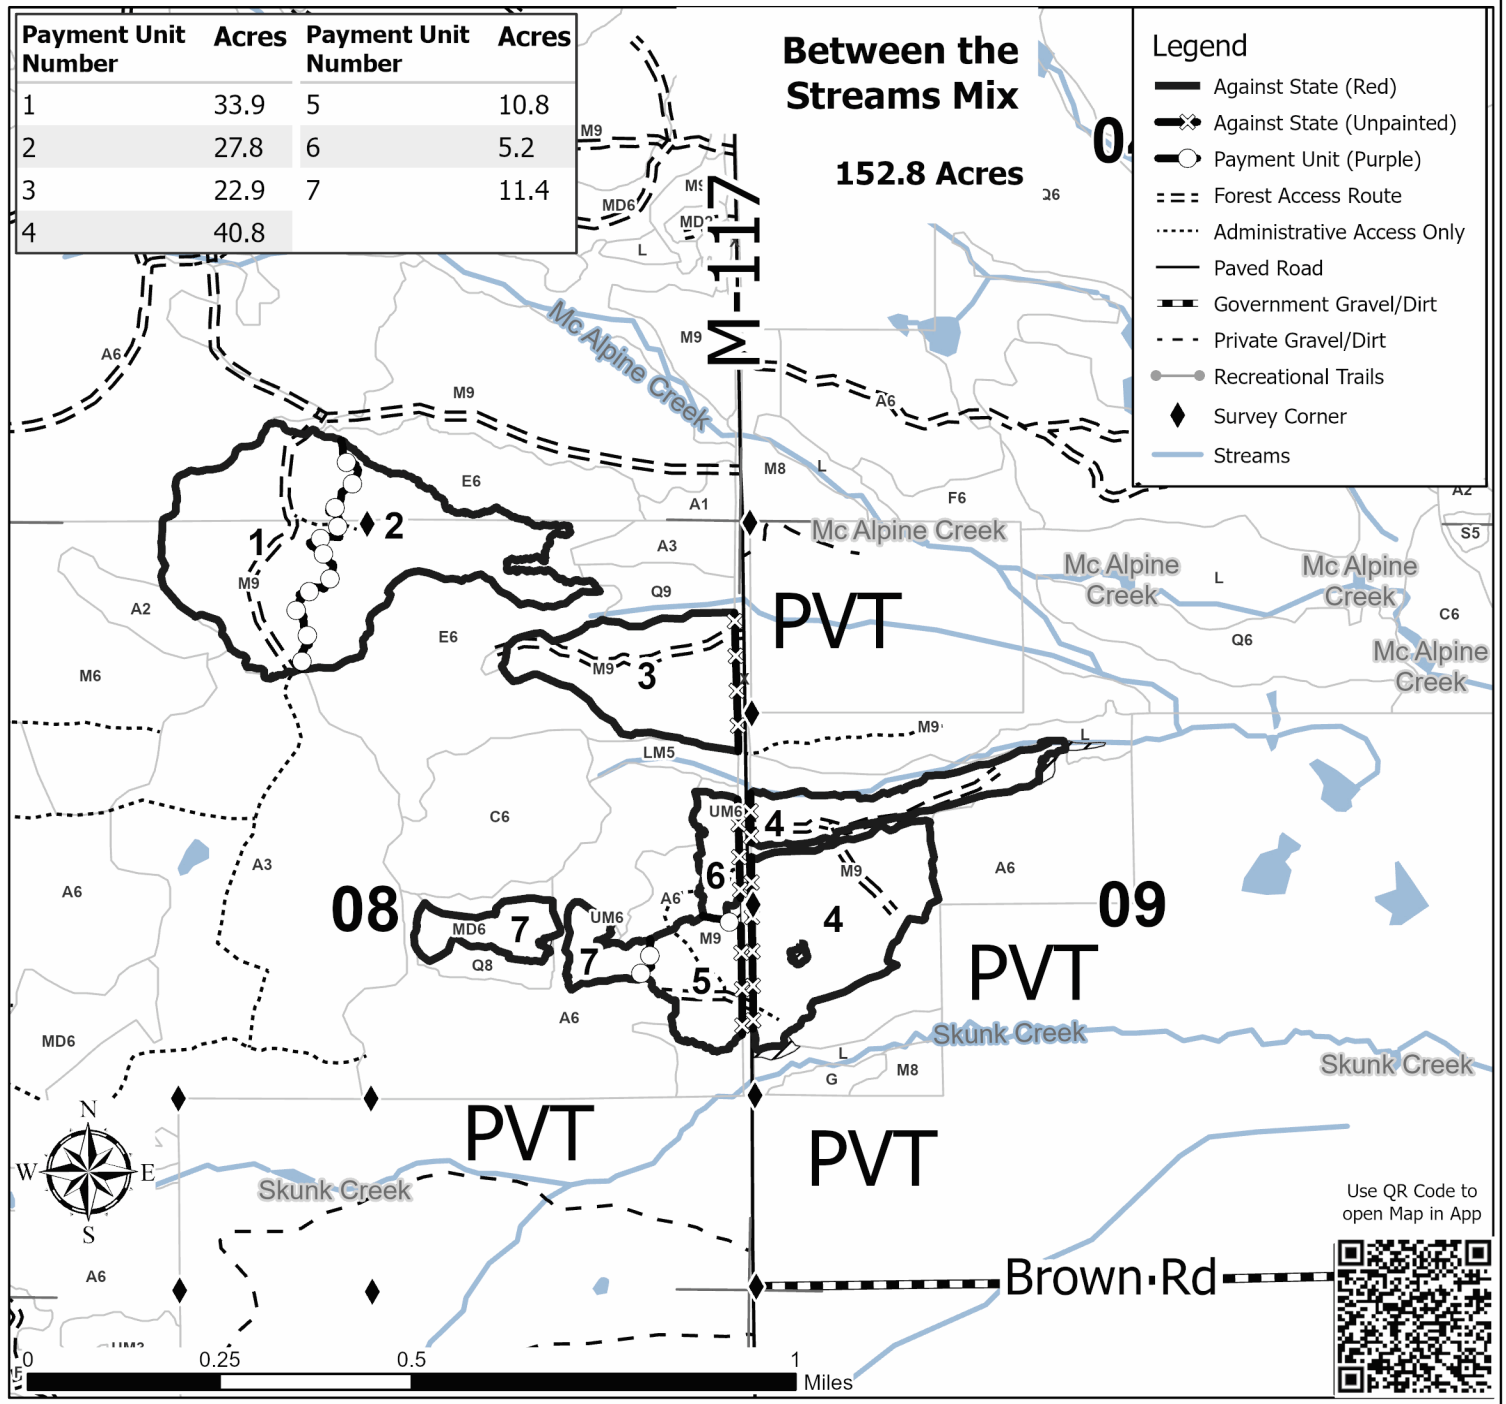 Payment Unit Number Acres Payment Unit Number Acres
1 33.9 5 10.8
2 27.8 6 5.2
3 22.9 7 11.4
4 40.8
Between the
Streams Mix
152.8 Acres
Legend
Against State (Red)
Against State (Unpainted)
Payment Unit (Purple)
Forest Access Route
Administrative Access Only
Paved Road
Government Gravel/Dirt
Private Gravel/Dirt
Recreational Trails
Survey Corner
Streams
M9
MD6
L
Q6
M-117
Mc Alpine Creek
M9
A6
M9
A6
E6
M8
L
F6
A2
S5
A1
1
2
A3
Mc Alpine Creek
Mc Alpine
Creek
L
Mc Alpine
Creek
M9
A2
Q9
PVT
C6
E6
Q6
Mc Alpine
Creek
M6
M9
3
M9
L
LM5
C6
UM6
4
A3
M9
A6
A6
6
08
A6
UM6
4
09
MD6
7
M9
7
Q8
5
PVT
A6
MD6
Skunk Creek
L
G
M8
Skunk Creek
PVT
PVT
N
W E
S
Skunk Creek
Use QR Code to
open Map in App
A6
Brown Rd
0 0.25 0.5 1
Miles